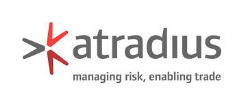 atradius
managing risk, enabling trade